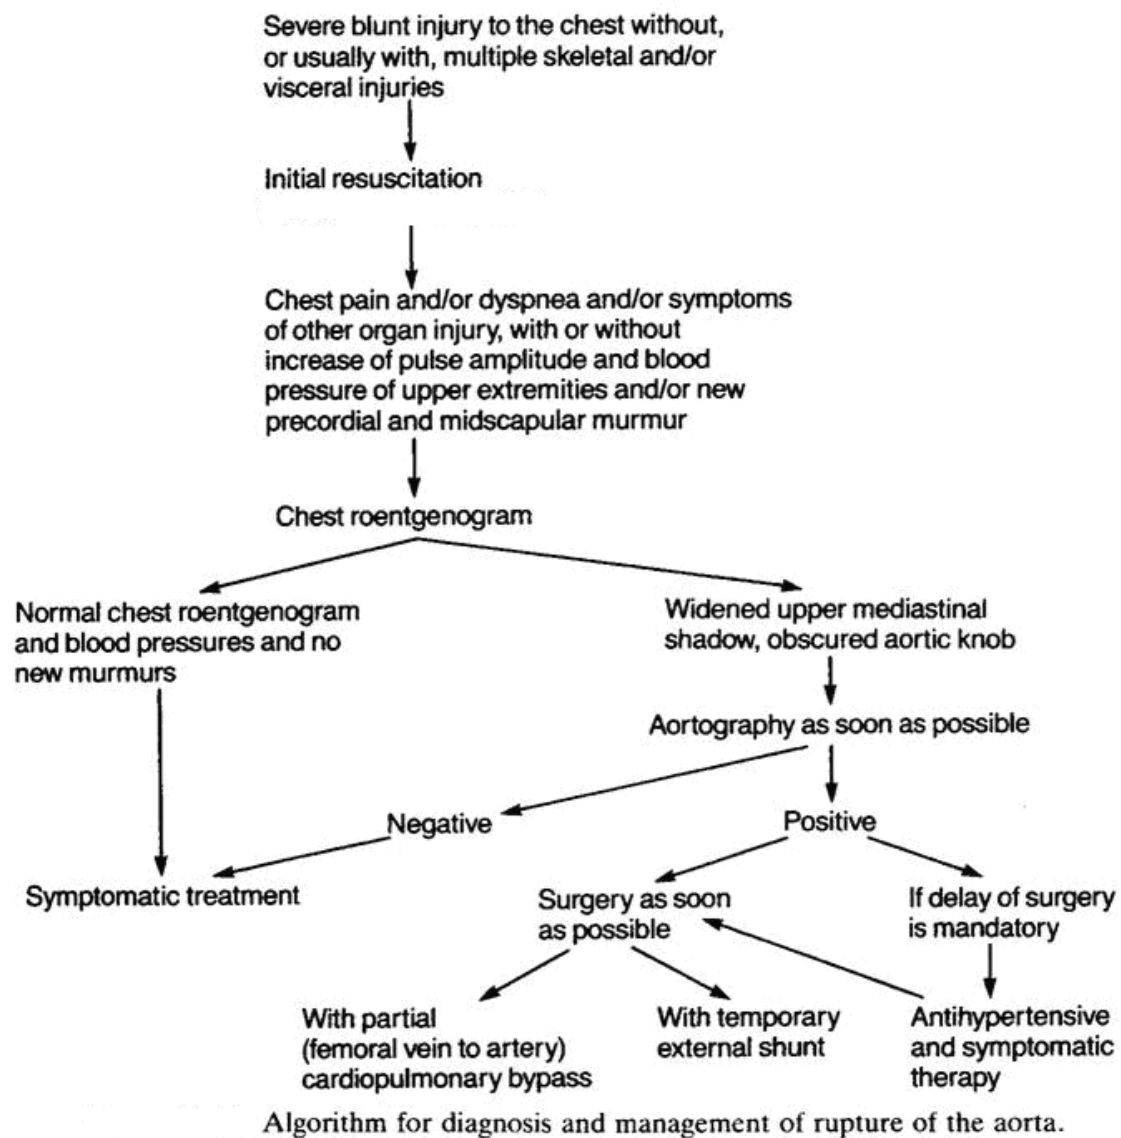 Severe blunt injury to the chest without,
or usually with, multiple skeletal and/or
visceral injuries
Initial resuscitation
Chest pain and/or dyspnea and/or symptoms
of other organ injury, with or without
increase of pulse amplitude and blood
pressure of upper extremities and/or new
precordial and midscapular murmur
Chest roentgenogram
Normal chest roentgenogram
and blood pressures and no
new murmurs
Widened upper mediastinal
shadow, obscured aortic knob
Aortography as soon as possible
Negative
Positive
Symptomatic treatment
Surgery as soon
as possible
If delay of surgery
is mandatory
With partial
(femoral vein to artery)
cardiopulmonary bypass
With temporary
external shunt
Antihypertensive
and symptomatic
therapy
Algorithm for diagnosis and management of rupture of the aorta.